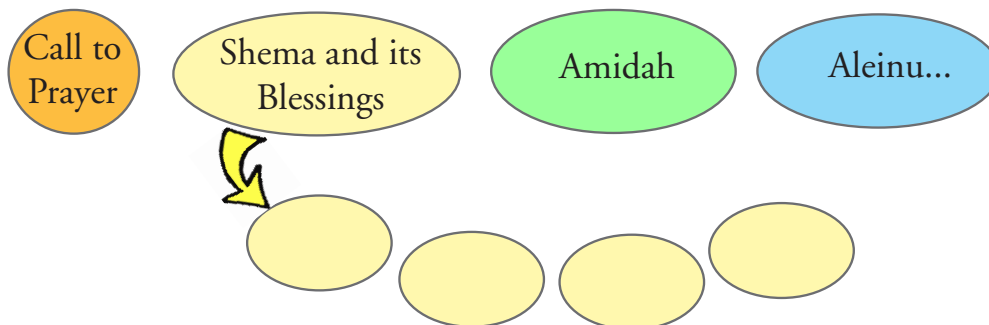 Call to
Prayer
Shema and its
Blessings
Amidah
Aleinu...